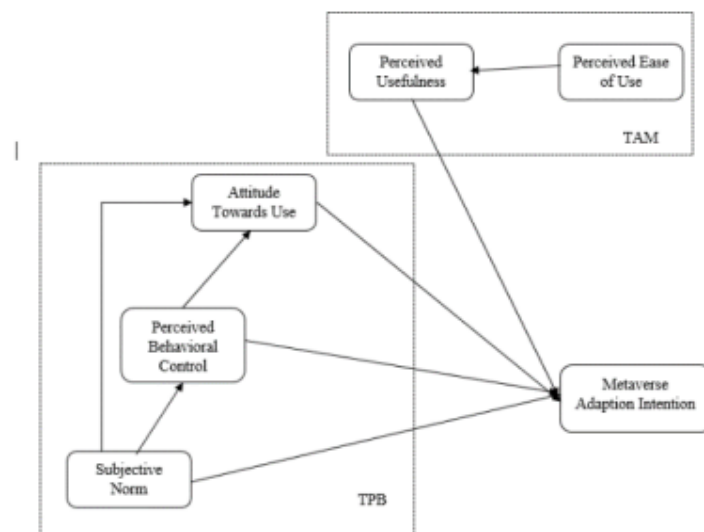 Perceived
Usefulness
Perceived Ease
of Use
TAM
Attitude
Towards Use
Perceived
Behavioral
Control
Metaverse
Adaption Intention
Subjective
Norm
TPB